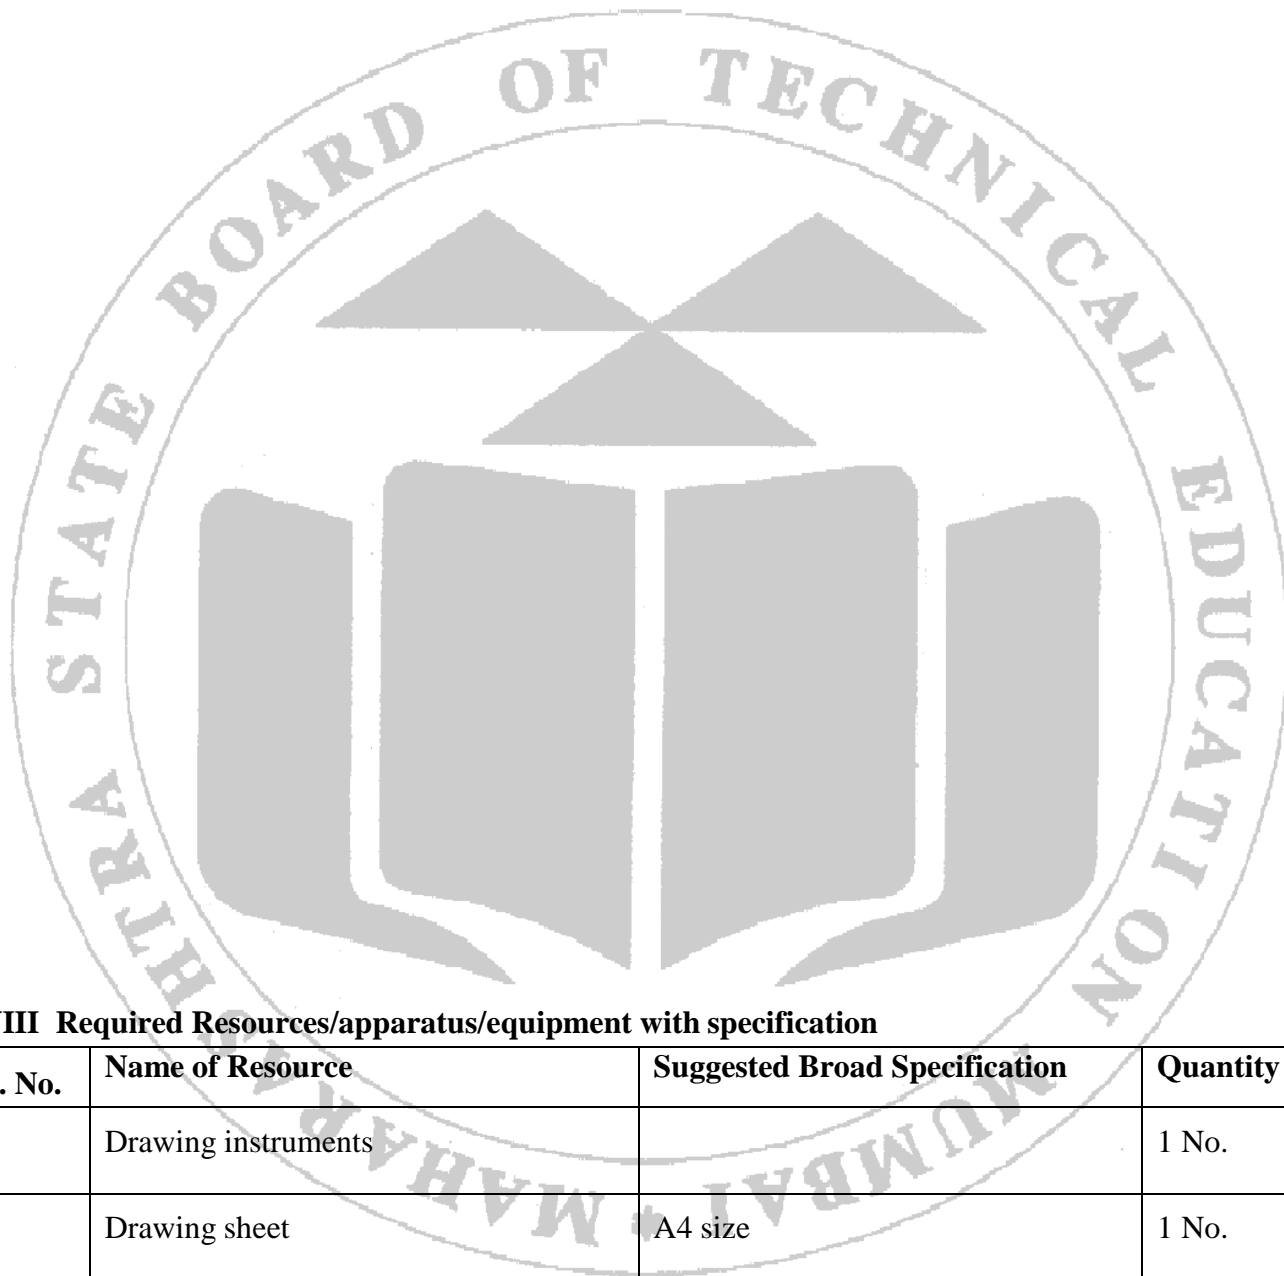 MAHARASHTRA STATE BOARD OF TECHNICAL EDUCATION MUMBAI
VIII Required Resources/apparatus/equipment with specification
. No. Name of Resource Suggested Broad Specification Quantity
Drawing instruments 1 No.
Drawing sheet A4 size 1 No.